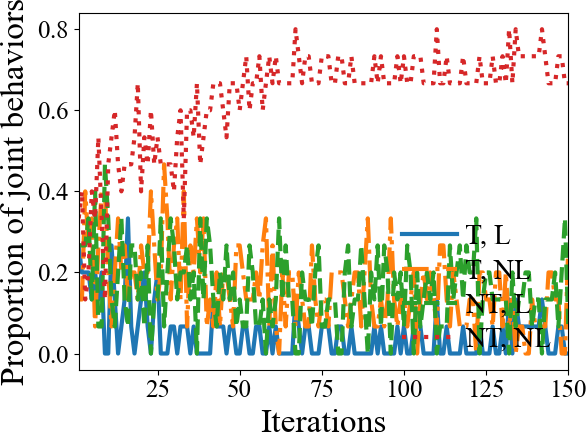 Proportion of joint behaviors
0.8
0.6
0.4
0.2
0.0
T, L
T, NL
NT, L
NT, NL
25
50
75
100
125
150
Iterations